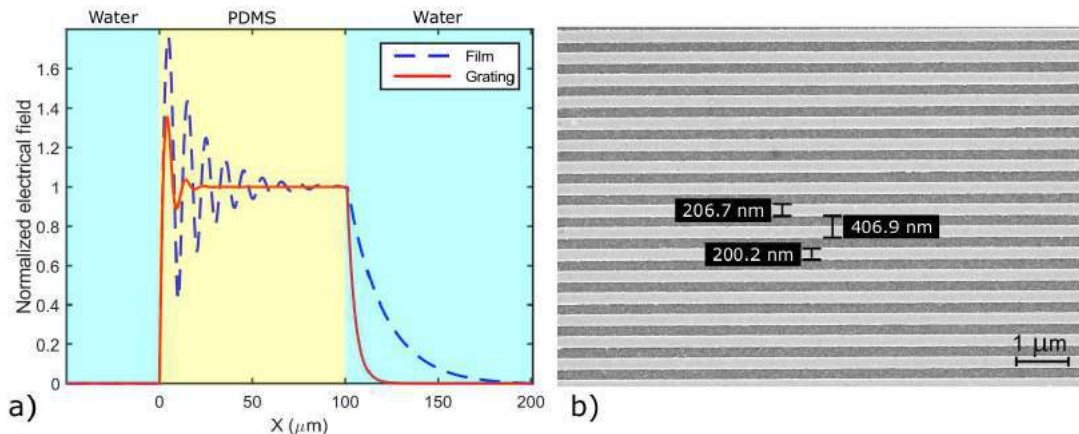 Water PDMS Water
Film
Grating
Normalized electrical field
1.6
1.4
1.2
1
0.8
0.6
0.4
0.2
0
0 50 100 150 200
X (μm)
a)
206.7 nm
406.9 nm
200.2 nm
1 μm
b)